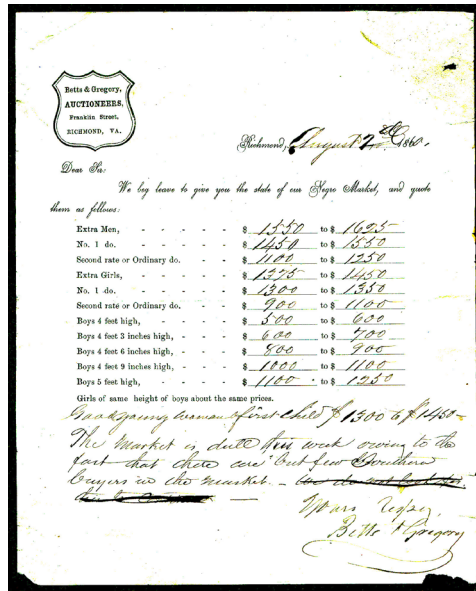 Betts & Gregory,
AUCTIONEERS,
Franklin Street,
RICHMOND, VA.
Richmond, August 2d 1860.
Dear Sir:
We beg leave to give you the state of our Negro Market, and quote
them as follows:
Extra Men, - - - - - $ 1550 to $ 1625
No. 1 do. - - - - - $ 1450 to $ 1550
Second rate or Ordinary do. - - - $ 1100 to $ 1250
Extra Girls, - - - - - $ 1375 to $ 1450
No. 1 do. - - - - - $ 1300 to $ 1350
Second rate or Ordinary do. - - - $ 900 to $ 1100
Boys 4 feet high, - - - - $ 500 to $ 600
Boys 4 feet 3 inches high, - - - $ 600 to $ 700
Boys 4 feet 6 inches high, - - - $ 800 to $ 900
Boys 4 feet 9 inches high, - - - $ 1000 to $ 1100
Boys 5 feet high, - - - - $ 1100 to $ 1250
Girls of same height of boys about the same prices.
Good young woman & first child $1300 to $1450
The market is dull this week owing to the
fact that there are but few Southern
buyers in the market.
Yours
Betts & Gregory